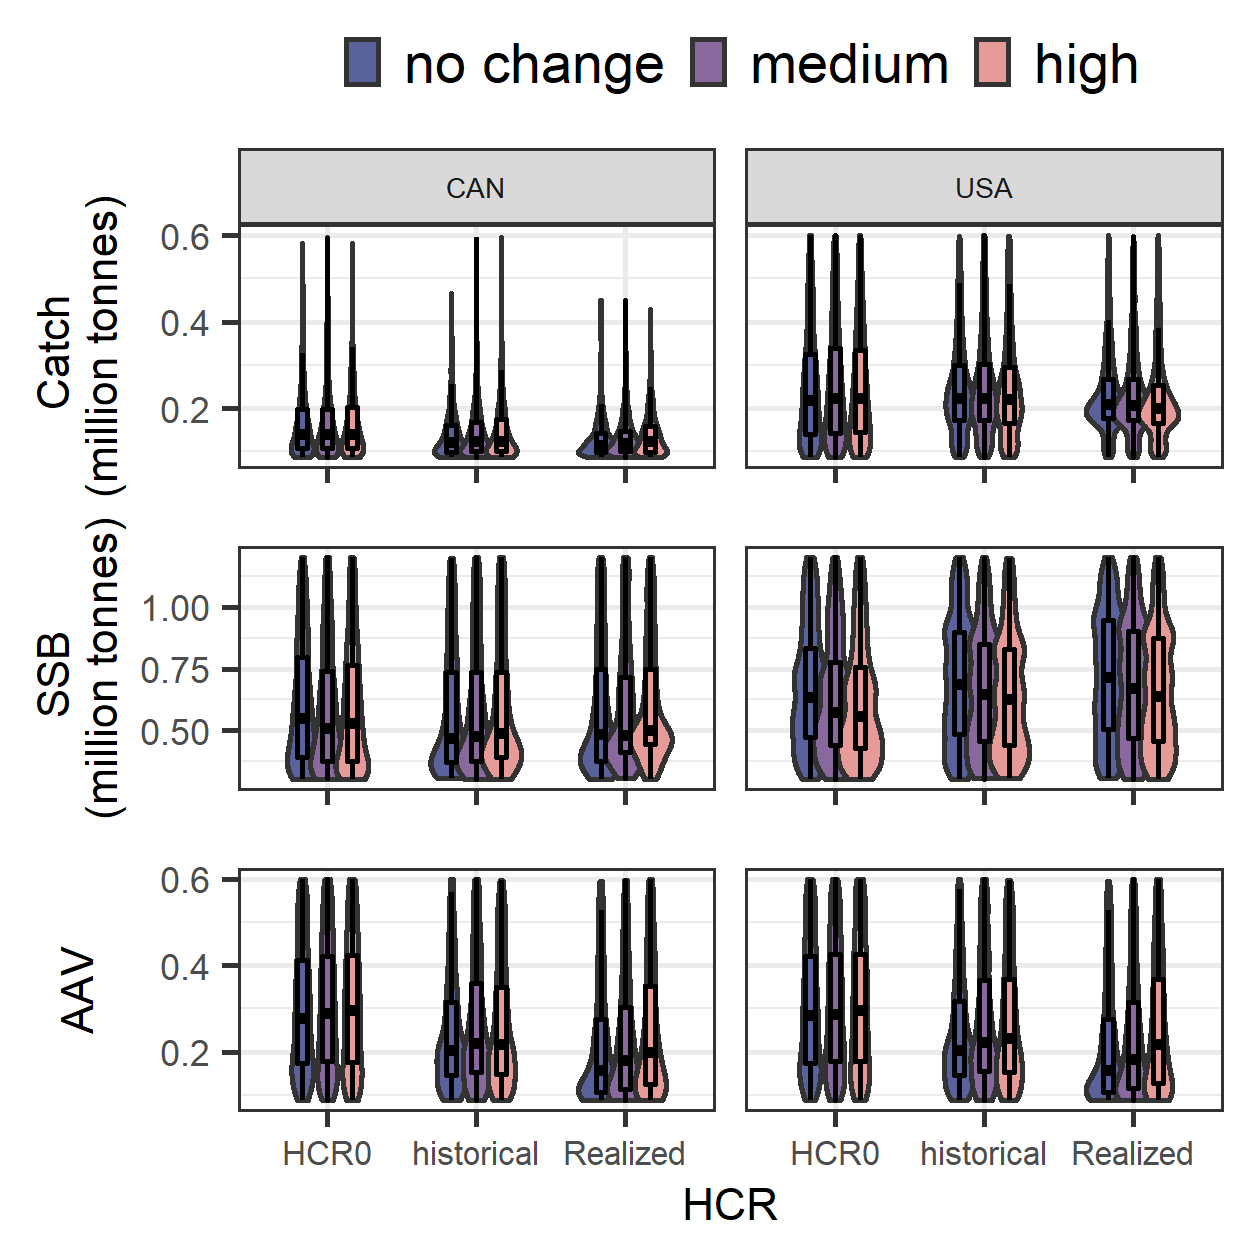 no change medium high
CAN USA
Catch
(million tonnes)
0.6
0.4
0.2
SSB
(million tonnes)
1.00
0.75
0.50
AAV
0.6
0.4
0.2
HCR0 historical Realized HCR0 historical Realized
HCR